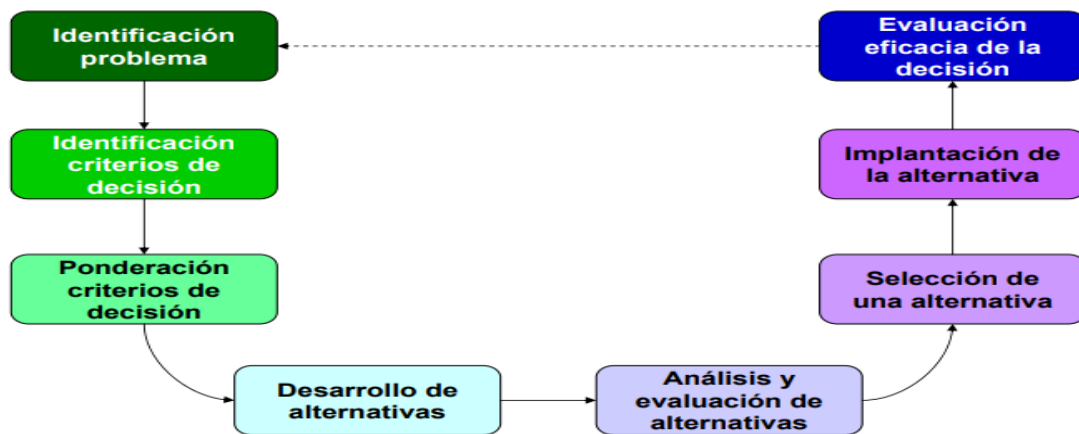 Identificación
problema
Identificación
criterios de
decisión
Ponderación
criterios de
decisión
Desarrollo de
alternativas
Análisis y
evaluación de
alternativas
Selección de
una alternativa
Implantación de
la alternativa
Evaluación
eficacia de la
decisión